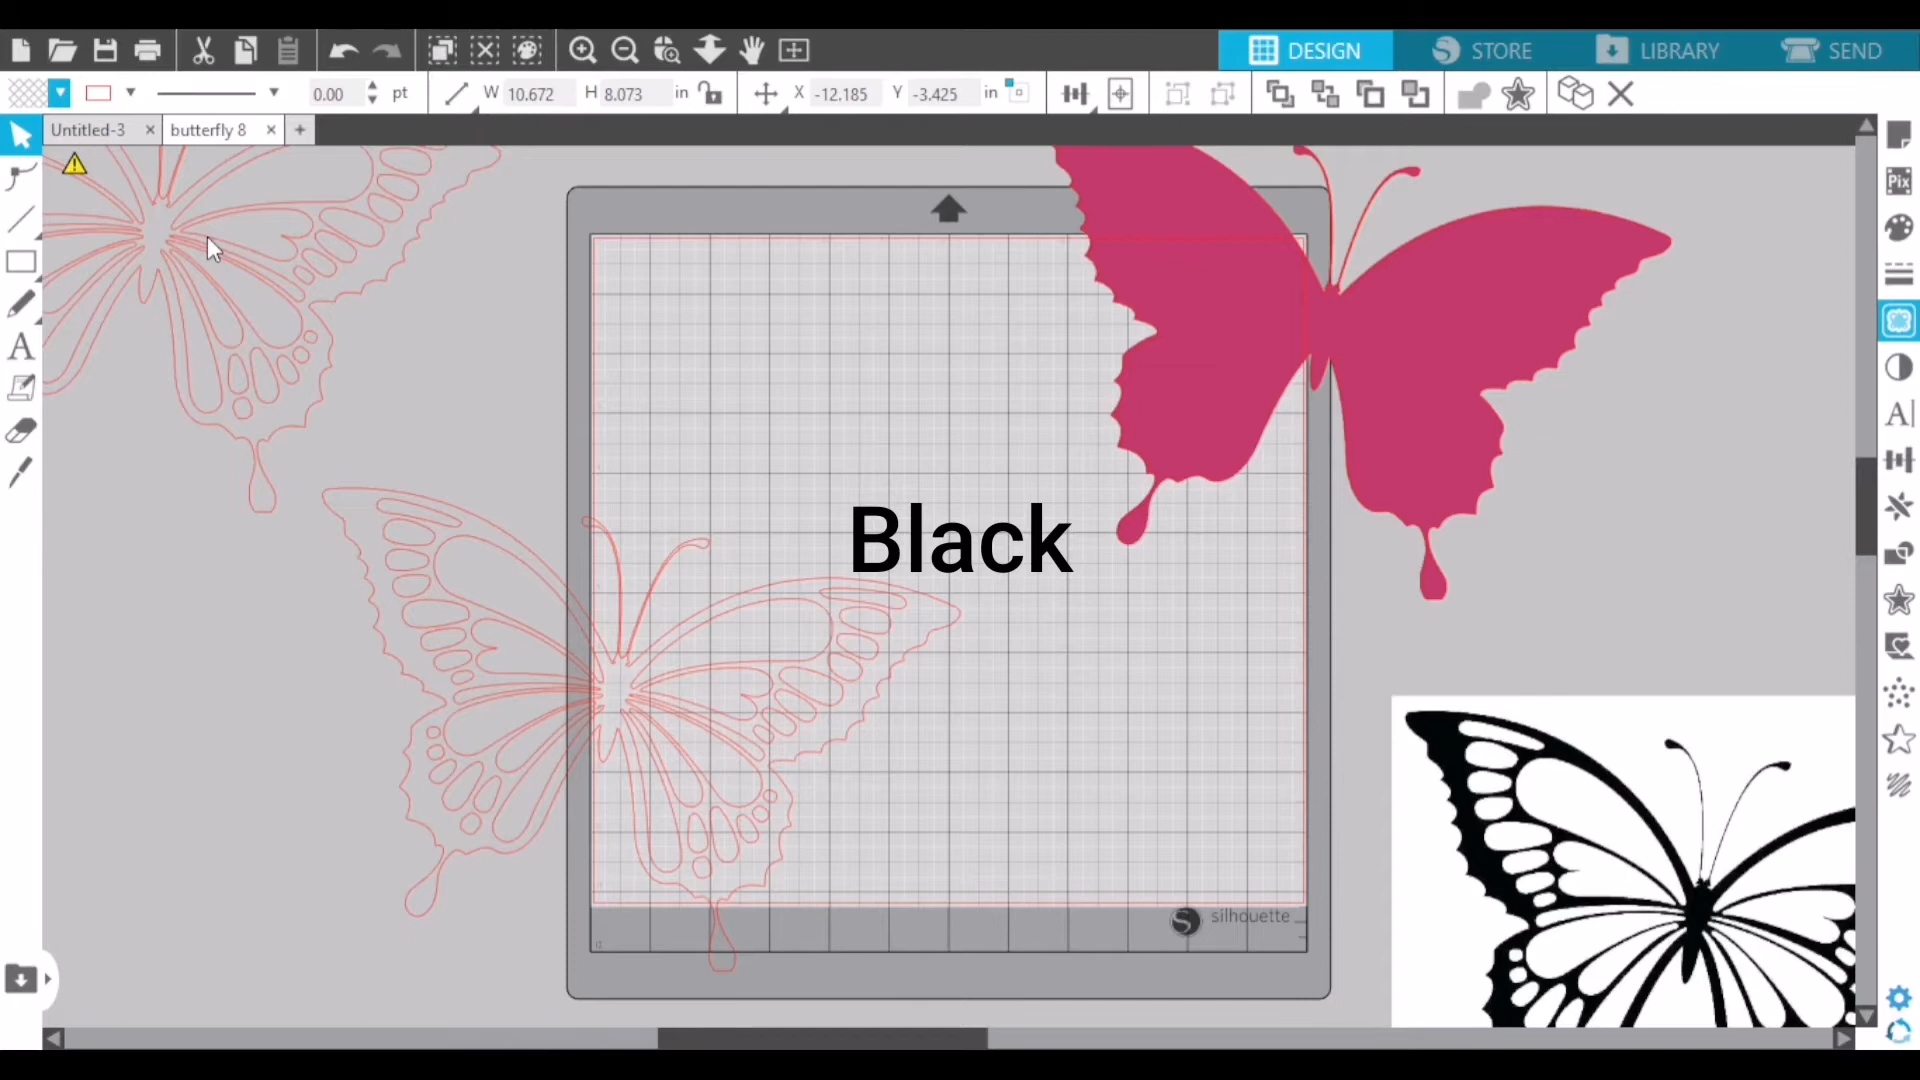 DESIGN
STORE
LIBRARY
SEND
0.00 pt
W 10.672 H 8.073 in
X -12.185 Y -3.425 in
Untitled-3
butterfly 8
Pix
Black
silhouette